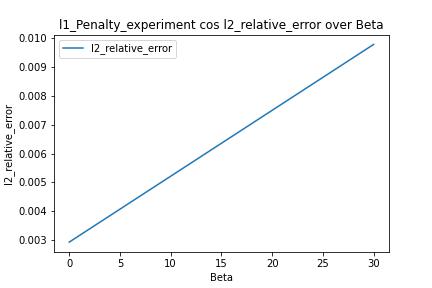 l1_Penalty_experiment cos l2_relative_error over Beta
l2_relative_error
0.010
0.009
0.008
0.007
0.006
0.005
0.004
0.003
l2_relative_error
0 5 10 15 20 25 30
Beta